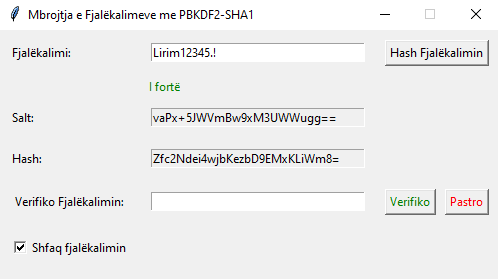 Mbrojtja e Fjalëkalimeve me PBKDF2-SHA1
Fjalëkalimi: Lirim12345.! Hash Fjalëkalimin
I fortë
Salt: vaPx+5JWVmBw9xM3UWWugg==
Hash: Zfc2Ndei4wjbKezbD9EMxKLiWm8=
Verifiko Fjalëkalimin: Verifiko Pastro
Shfaq fjalëkalimin